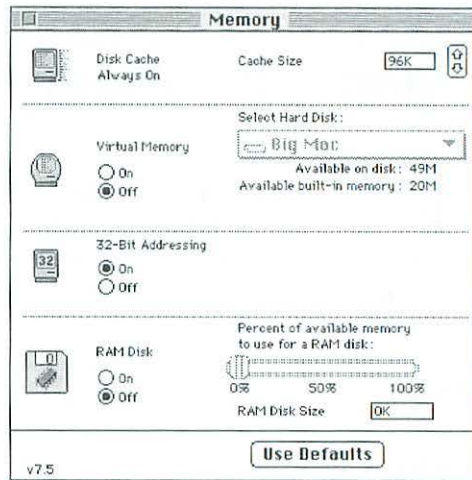 Memory
Disk Cache
Always On
Cache Size
96K
Select Hard Disk:
Big Mac
Virtual Memory
On
Off
Available on disk: 49M
Available built-in memory: 20M
32-Bit Addressing
32
On
Off
Percent of available memory
to use for a RAM disk:
RAM Disk
On
Off
0%
50%
100%
RAM Disk Size
0K
Use Defaults
v7.5